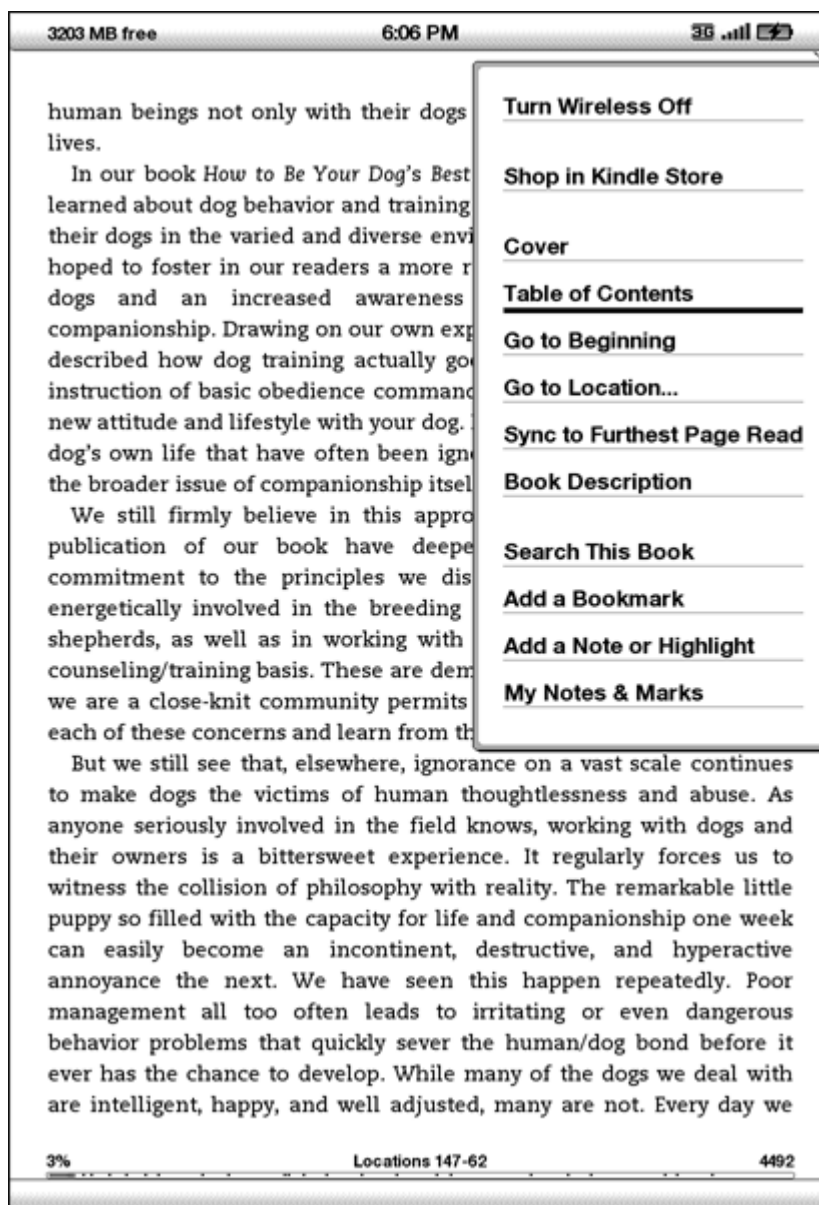 3203 MB free 6:06 PM 3G
human beings not only with their dogs
lives.
In our book How to Be Your Dog's Best
learned about dog behavior and training
their dogs in the varied and diverse envi
hoped to foster in our readers a more r
dogs and an increased awareness
companionship. Drawing on our own exp
described how dog training actually go
instruction of basic obedience command
new attitude and lifestyle with your dog.
dog's own life that have often been ign
the broader issue of companionship itsel
We still firmly believe in this appro
publication of our book have deepe
commitment to the principles we dis
energetically involved in the breeding
shepherds, as well as in working with
counseling/training basis. These are dem
we are a close-knit community permits
each of these concerns and learn from th
Turn Wireless Off
Shop in Kindle Store
Cover
Table of Contents
Go to Beginning
Go to Location...
Sync to Furthest Page Read
Book Description
Search This Book
Add a Bookmark
Add a Note or Highlight
My Notes & Marks
But we still see that, elsewhere, ignorance on a vast scale continues
to make dogs the victims of human thoughtlessness and abuse. As
anyone seriously involved in the field knows, working with dogs and
their owners is a bittersweet experience. It regularly forces us to
witness the collision of philosophy with reality. The remarkable little
puppy so filled with the capacity for life and companionship one week
can easily become an incontinent, destructive, and hyperactive
annoyance the next. We have seen this happen repeatedly. Poor
management all too often leads to irritating or even dangerous
behavior problems that quickly sever the human/dog bond before it
ever has the chance to develop. While many of the dogs we deal with
are intelligent, happy, and well adjusted, many are not. Every day we
3% Locations 147-62 4492